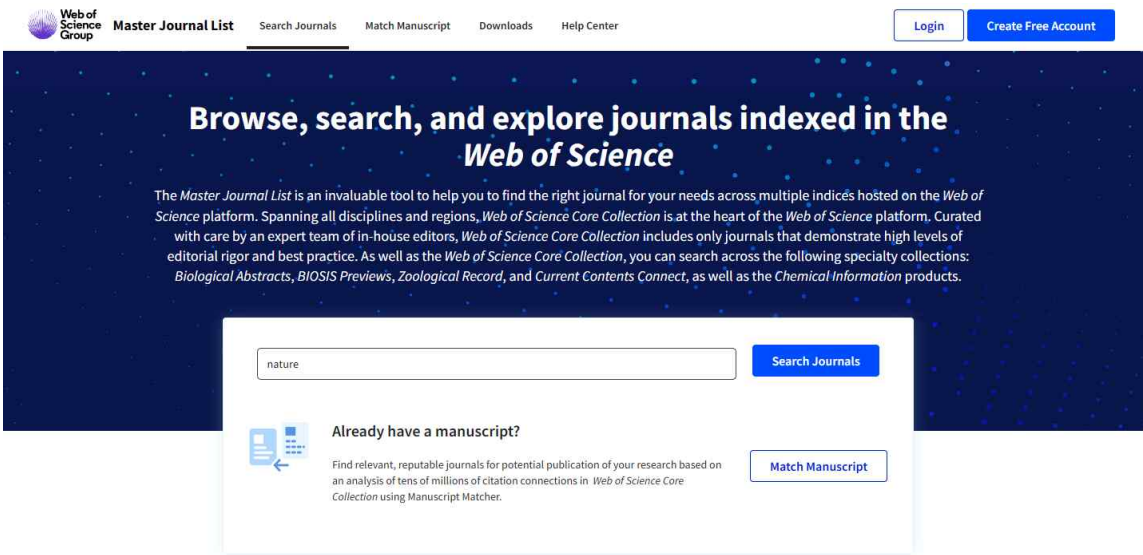 Web of
Science
Group
Master Journal List
Search Journals
Match Manuscript
Downloads
Help Center
Login
Create Free Account
Browse, search, and explore journals indexed in the
Web of Science
The Master Journal List is an invaluable tool to help you to find the right journal for your needs across multiple indices hosted on the Web of
Science platform. Spanning all disciplines and regions, Web of Science Core Collection is at the heart of the Web of Science platform. Curated
with care by an expert team of in-house editors, Web of Science Core Collection includes only journals that demonstrate high levels of
editorial rigor and best practice. As well as the Web of Science Core Collection, you can search across the following specialty collections:
Biological Abstracts, BIOSIS Previews, Zoological Record, and Current Contents Connect, as well as the Chemical Information products.
nature
Search Journals
Already have a manuscript?
Find relevant, reputable journals for potential publication of your research based on
an analysis of tens of millions of citation connections in Web of Science Core
Collection using Manuscript Matcher.
Match Manuscript